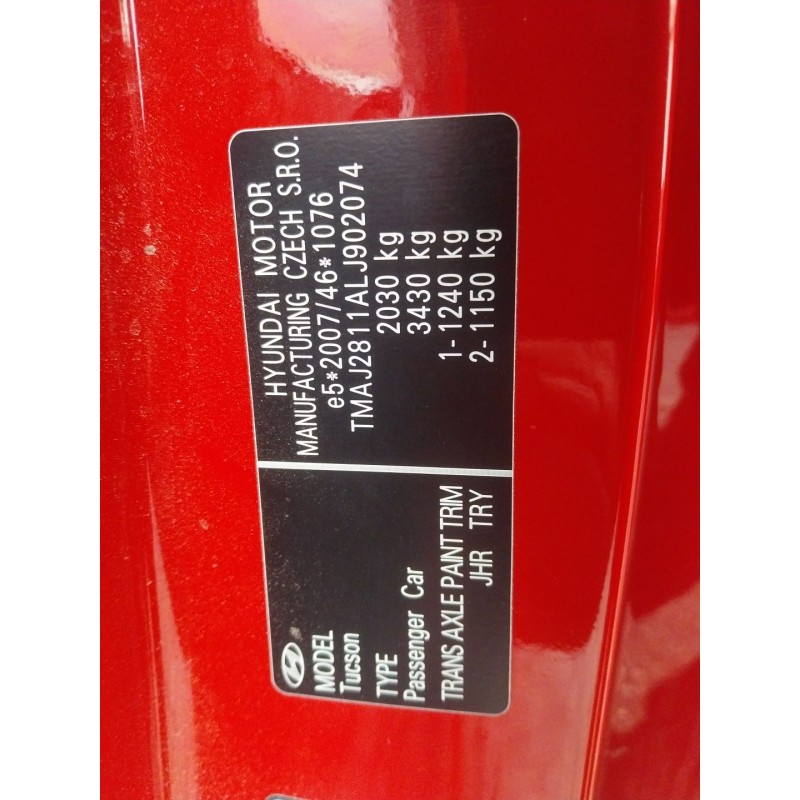 MODEL
Tucson
TYPE
Passenger Car
TRANS AXLE PAINT TRIM
JHR TRY
HYUNDAI MOTOR
MANUFACTURING CZECH S.R.O.
e5*2007/46*1076
TMAJ2811ALJ902074
2030 kg
3430 kg
1-1240 kg
2-1150 kg